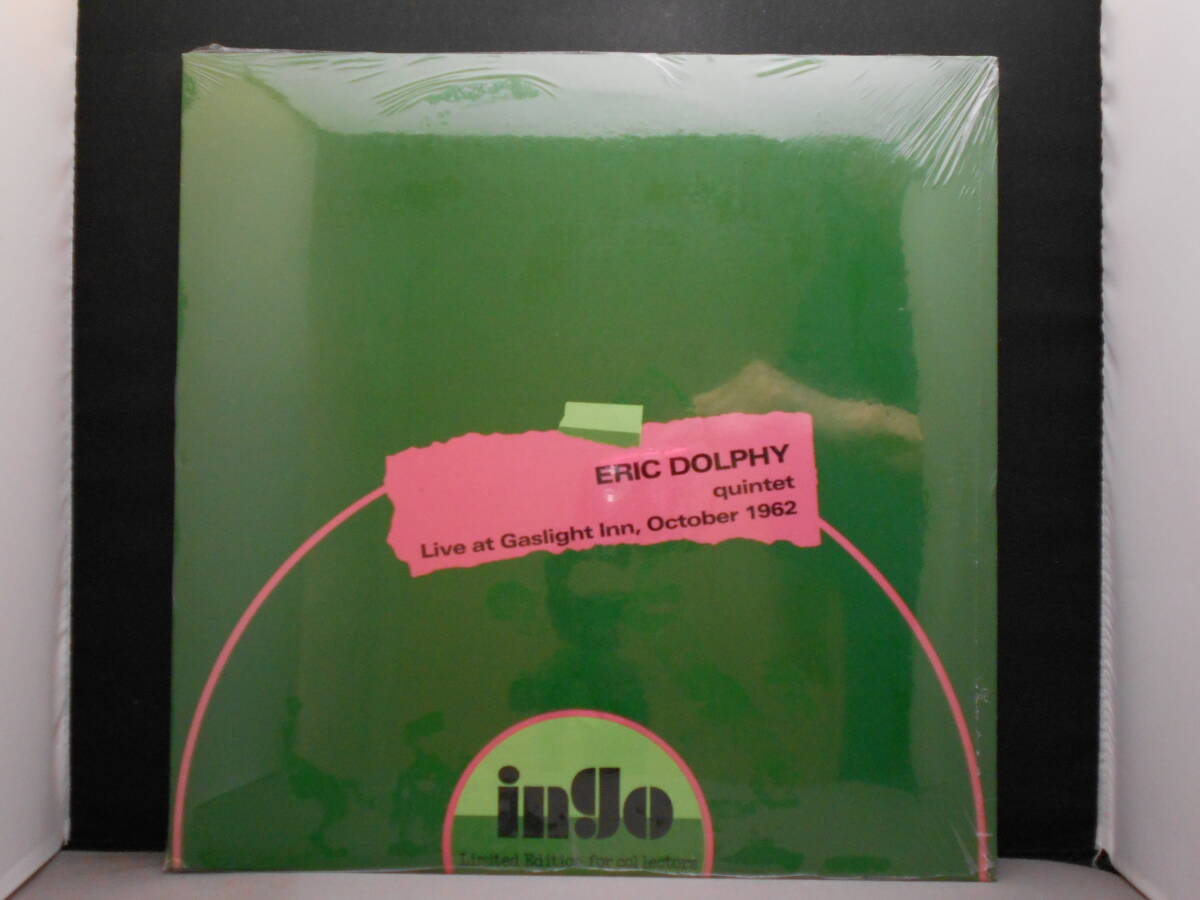 ERIC DOLPHY
quintet
Live at Gaslight Inn, October 1962
ingo
Limited Edition for collectors